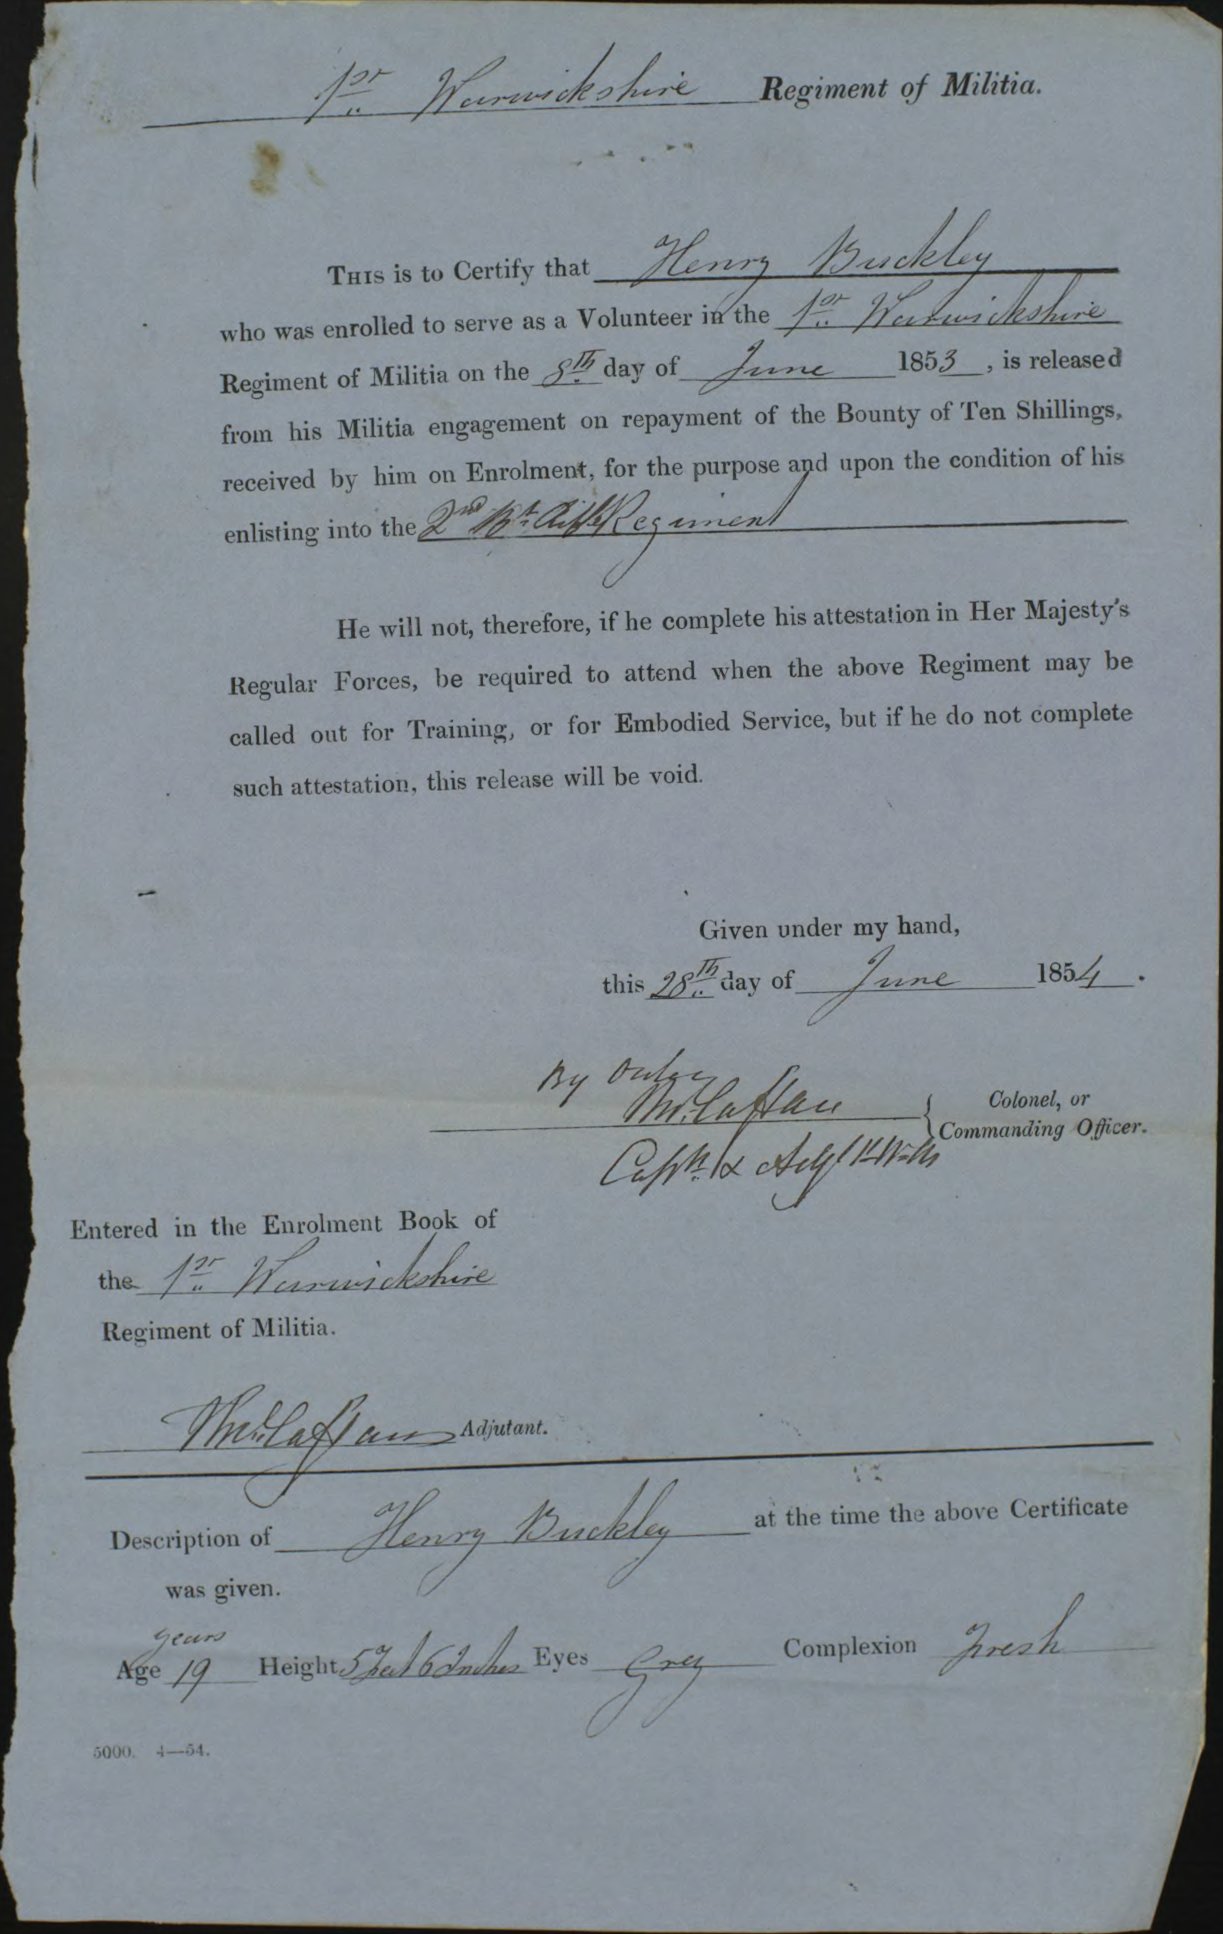 1st Warwickshire Regiment of Militia.
THIS is to Certify that Henry Buckley
who was enrolled to serve as a Volunteer in the 1st Warwickshire
Regiment of Militia on the 8th day of June 1853, is released
from his Militia engagement on repayment of the Bounty of Ten Shillings,
received by him on Enrolment, for the purpose and upon the condition of his
enlisting into the 2nd Bn Rifle Regiment
He will not, therefore, if he complete his attestation in Her Majesty's
Regular Forces, be required to attend when the above Regiment may be
called out for Training, or for Embodied Service, but if he do not complete
such attestation, this release will be void.
Given under my hand,
this 28th day of June 1854.
By Order
Colonel, or
Commanding Officer.
Captn & Adjt 1st
Entered in the Enrolment Book of
the 1st Warwickshire
Regiment of Militia.
Adjutant.
Description of Henry Buckley at the time the above Certificate
was given.
years
Age 19 Height 5 Feet 6 Inches Eyes Grey Complexion Fresh
5000. 4—54.